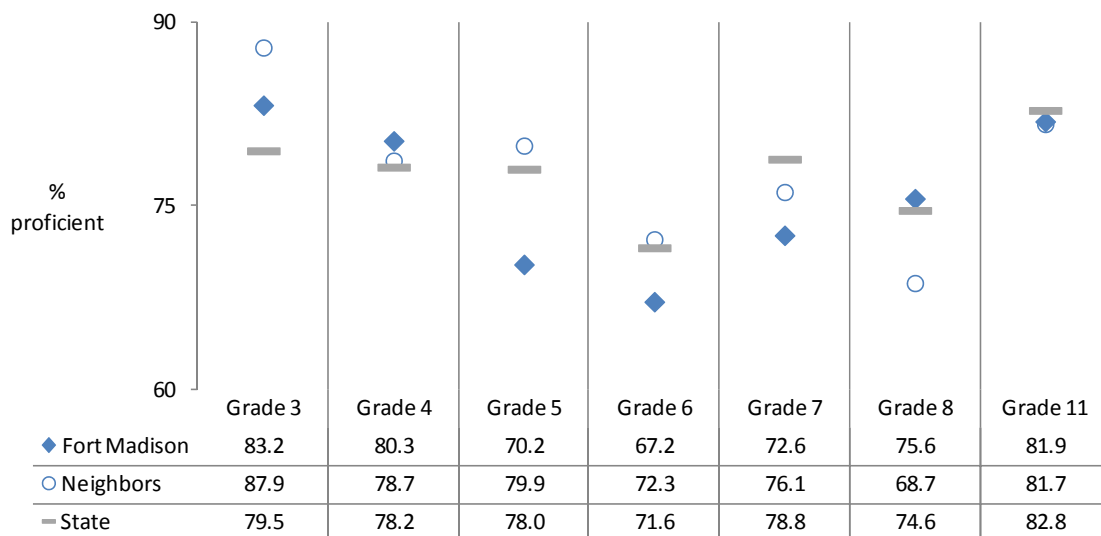 90
75
60
%
proficient
Grade 3 Grade 4 Grade 5 Grade 6 Grade 7 Grade 8 Grade 11
Fort Madison 83.2 80.3 70.2 67.2 72.6 75.6 81.9
Neighbors 87.9 78.7 79.9 72.3 76.1 68.7 81.7
State 79.5 78.2 78.0 71.6 78.8 74.6 82.8